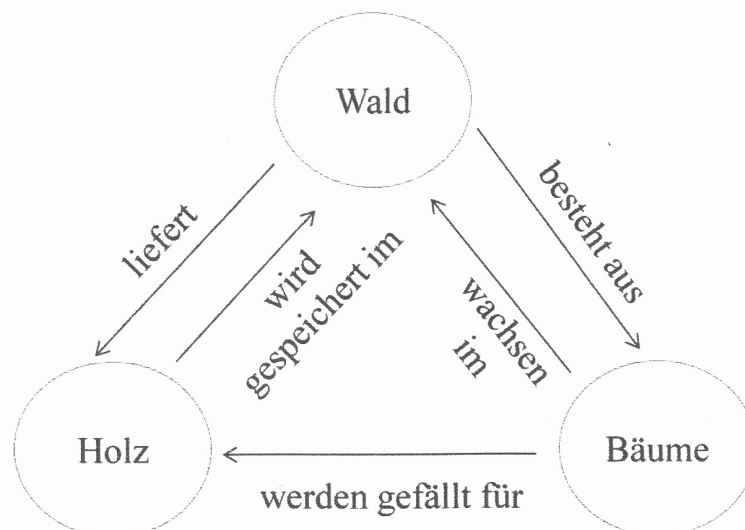 Wald
liefert
wird
gespeichert im
wachsen
im
besteht aus
Holz
Bäume
werden gefällt für